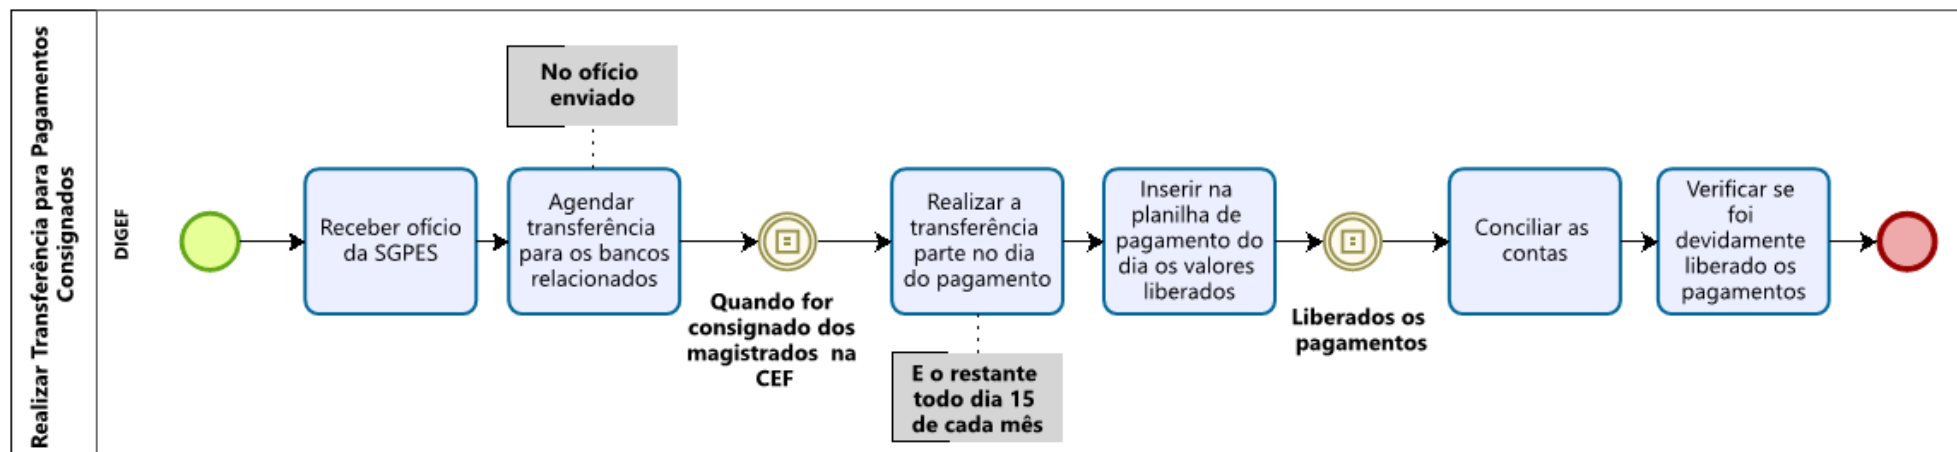 Realizar Transferência para Pagamentos
Consignados
DIGEF
No ofício
enviado
Receber ofício
da SGPES
Agendar
transferência
para os bancos
relacionados
Quando for
consignado dos
magistrados na
CEF
Realizar a
transferência
parte no dia
do pagamento
E o restante
todo dia 15
de cada mês
Inserir na
planilha de
pagamento do
dia os valores
liberados
Liberados os
pagamentos
Conciliar as
contas
Verificar se
foi
devidamente
liberado os
pagamentos